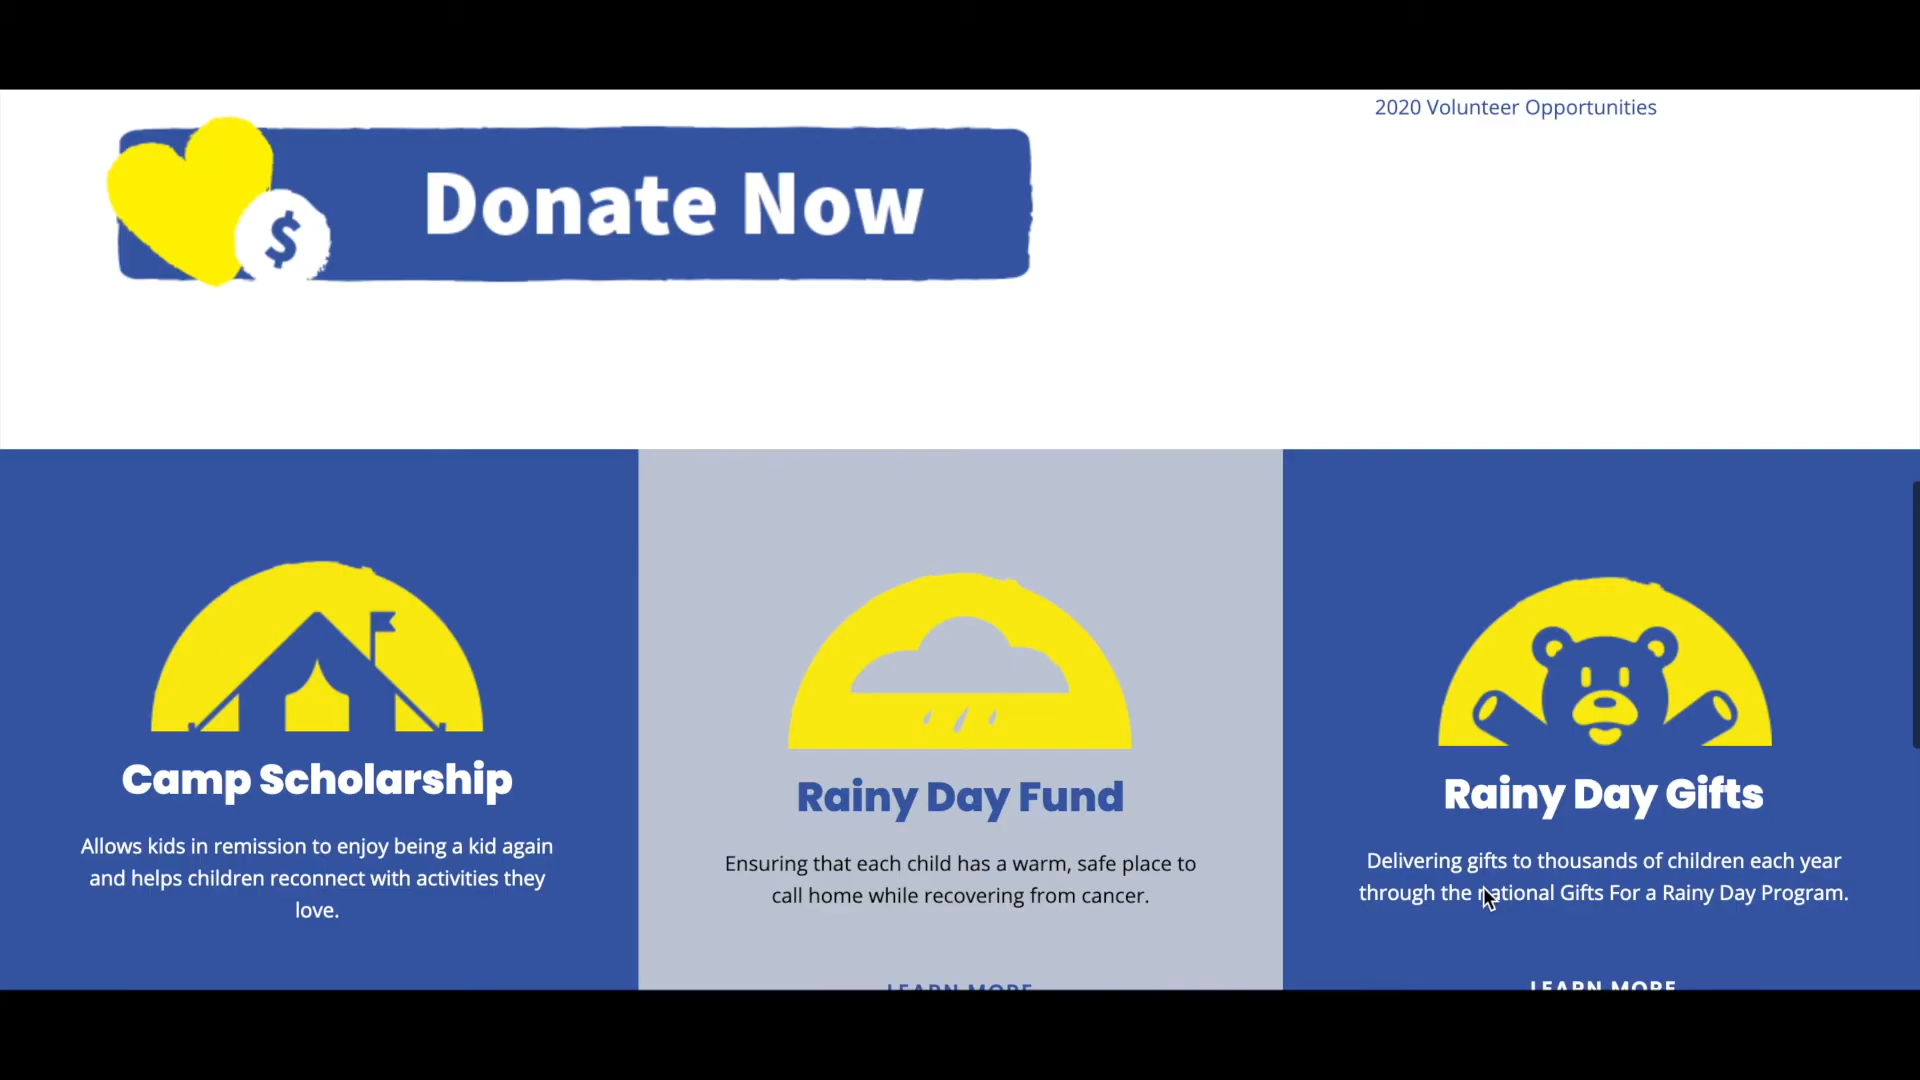 2020 Volunteer Opportunities
$
Donate Now
Camp Scholarship
Allows kids in remission to enjoy being a kid again
and helps children reconnect with activities they
love.
Rainy Day Fund
Ensuring that each child has a warm, safe place to
call home while recovering from cancer.
LEARN MORE
Rainy Day Gifts
Delivering gifts to thousands of children each year
through the national Gifts For a Rainy Day Program.
LEARN MORE